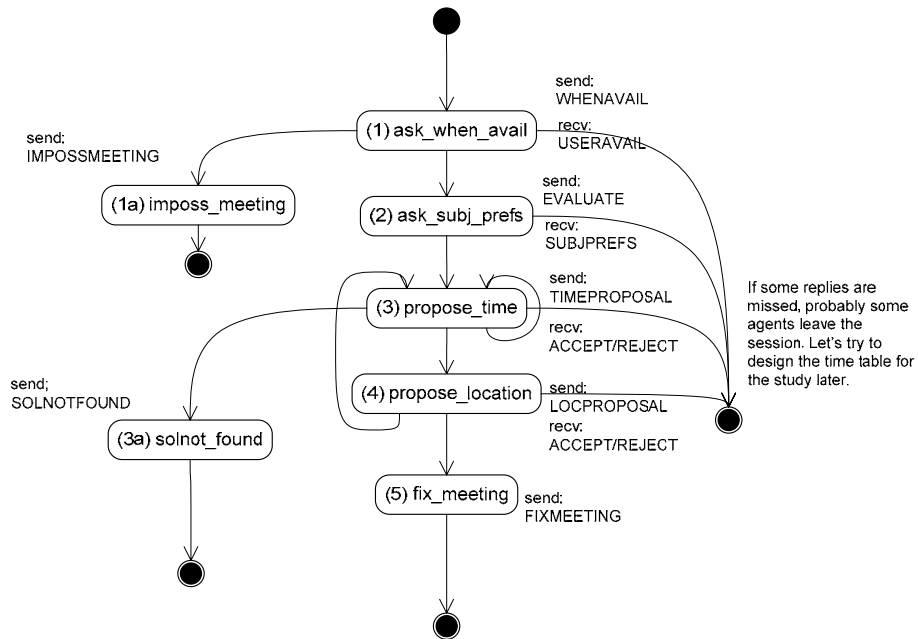 send;
WHENAVAIL
(1) ask_when_avail
recv:
USERAVAIL
send;
IMPOSSMEETING
(1a) imposs_meeting
send;
EVALUATE
(2) ask_subj_prefs
recv:
SUBJPREFS
send;
TIMEPROPOSAL
(3) propose_time
recv:
ACCEPT/REJECT
If some replies are
missed, probably some
agents leave the
session. Let's try to
design the time table for
the study later.
send;
SOLNOTFOUND
(3a) solnot_found
(4) propose_location
send;
LOCPROPOSAL
recv:
ACCEPT/REJECT
(5) fix_meeting
send;
FIXMEETING